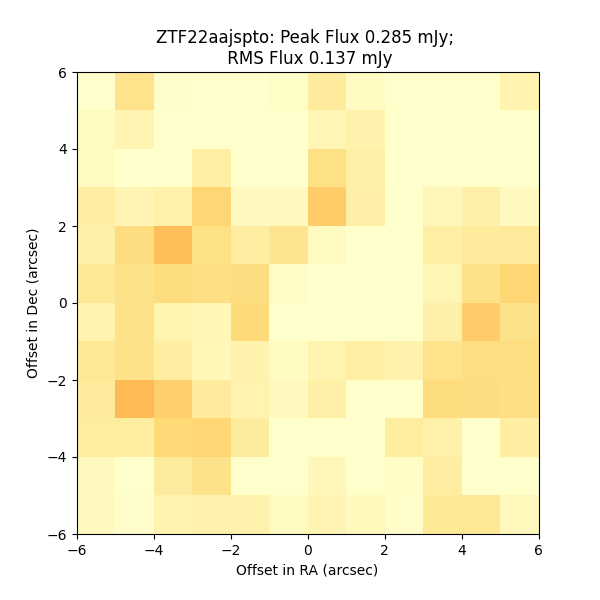 ZTF22aajspto: Peak Flux 0.285 mJy;
RMS Flux 0.137 mJy
6
4
2
0
−2
−4
−6
Offset in Dec (arcsec)
−6 −4 −2 0 2 4 6
Offset in RA (arcsec)